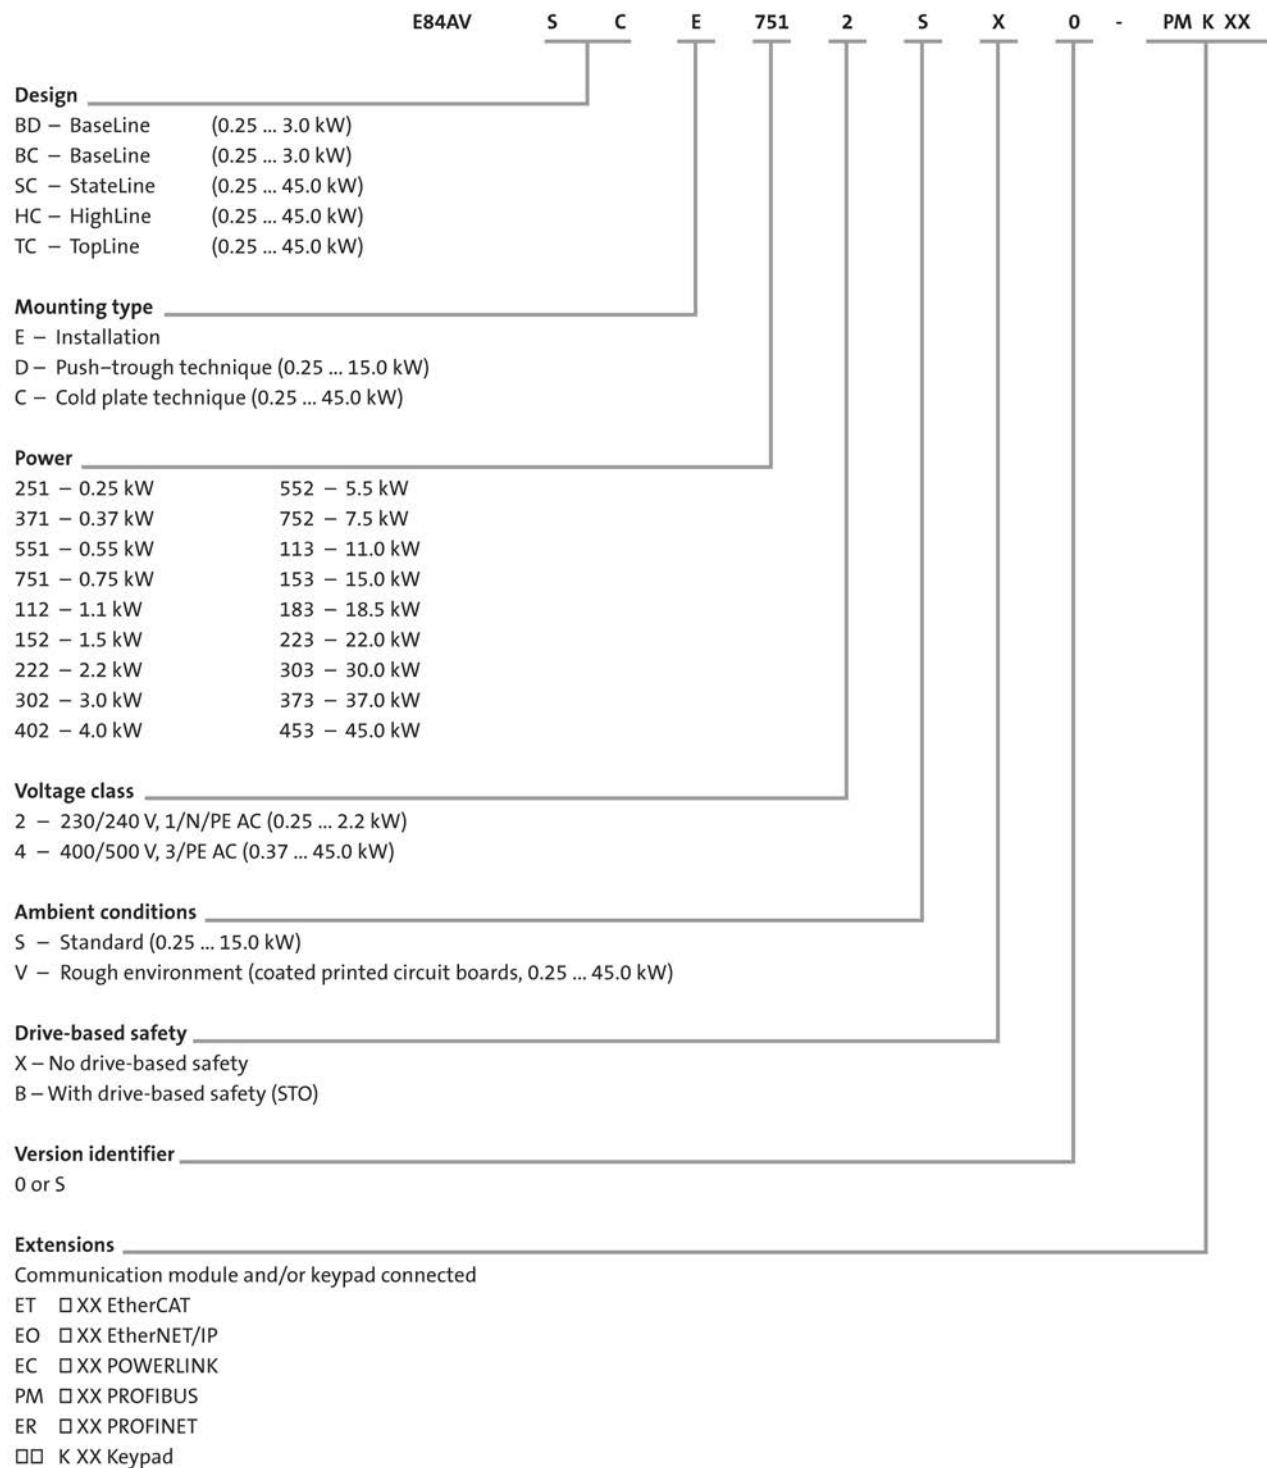 E84AV S C E 751 2 S X 0 - PM K XX
Design
BD – BaseLine (0.25 ... 3.0 kW)
BC – BaseLine (0.25 ... 3.0 kW)
SC – StateLine (0.25 ... 45.0 kW)
HC – HighLine (0.25 ... 45.0 kW)
TC – TopLine (0.25 ... 45.0 kW)
Mounting type
E – Installation
D – Push–trough technique (0.25 ... 15.0 kW)
C – Cold plate technique (0.25 ... 45.0 kW)
Power
251 – 0.25 kW 552 – 5.5 kW
371 – 0.37 kW 752 – 7.5 kW
551 – 0.55 kW 113 – 11.0 kW
751 – 0.75 kW 153 – 15.0 kW
112 – 1.1 kW 183 – 18.5 kW
152 – 1.5 kW 223 – 22.0 kW
222 – 2.2 kW 303 – 30.0 kW
302 – 3.0 kW 373 – 37.0 kW
402 – 4.0 kW 453 – 45.0 kW
Voltage class
2 – 230/240 V, 1/N/PE AC (0.25 ... 2.2 kW)
4 – 400/500 V, 3/PE AC (0.37 ... 45.0 kW)
Ambient conditions
S – Standard (0.25 ... 15.0 kW)
V – Rough environment (coated printed circuit boards, 0.25 ... 45.0 kW)
Drive-based safety
X – No drive-based safety
B – With drive-based safety (STO)
Version identifier
0 or S
Extensions
Communication module and/or keypad connected
ET □ XX EtherCAT
EO □ XX EtherNET/IP
EC □ XX POWERLINK
PM □ XX PROFIBUS
ER □ XX PROFINET
□□ K XX Keypad